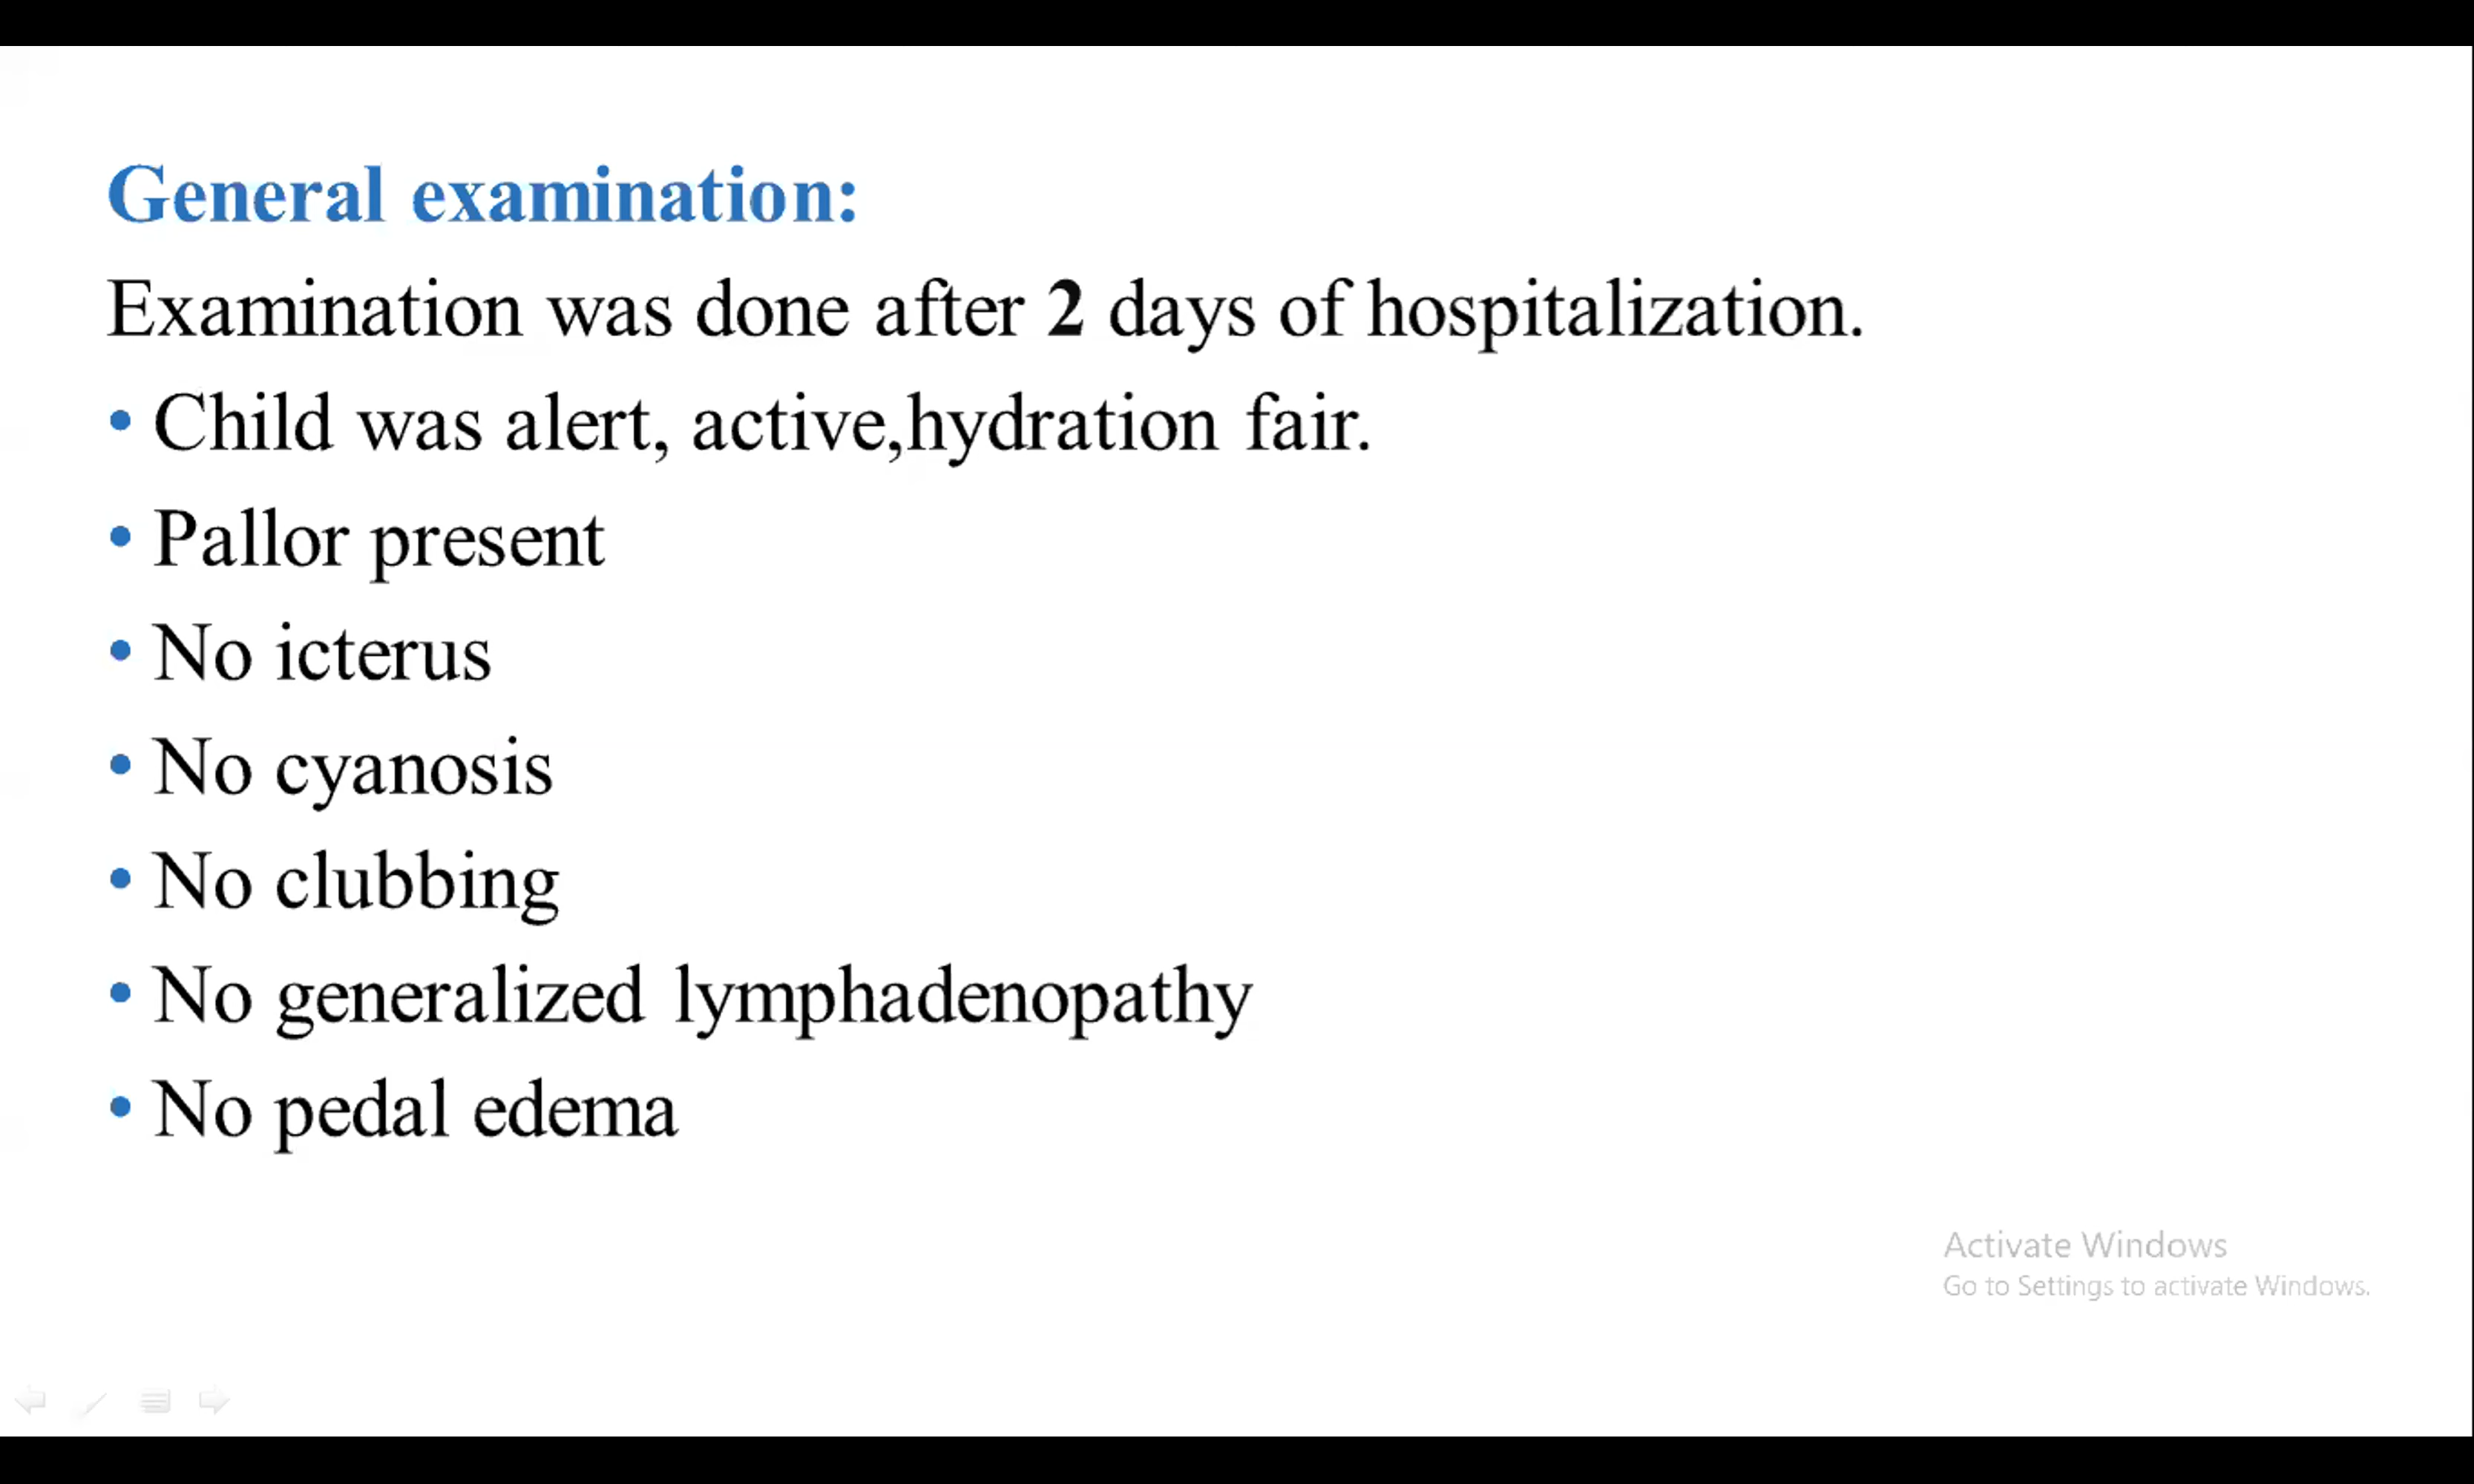 General examination:
Examination was done after 2 days of hospitalization.
• Child was alert, active,hydration fair.
• Pallor present
• No icterus
• No cyanosis
• No clubbing
• No generalized lymphadenopathy
• No pedal edema
Activate Windows
Go to Settings to activate Windows.